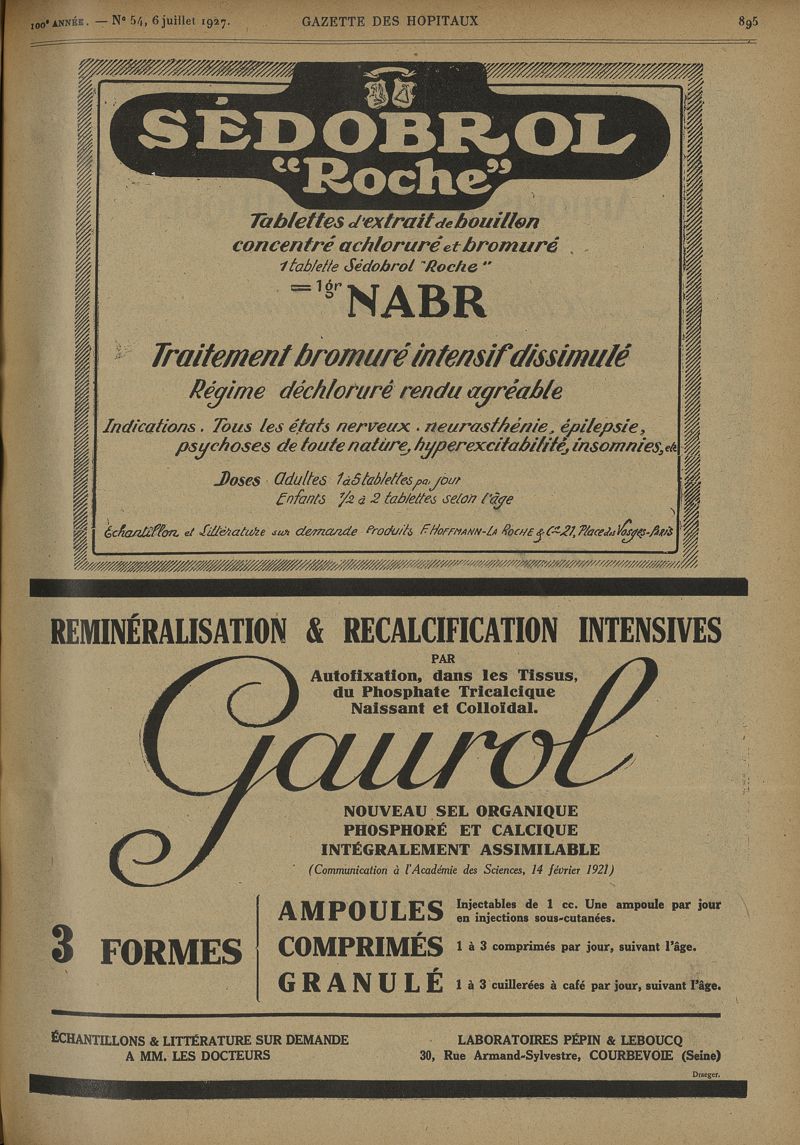 100e ANNÉE. — N° 54, 6 juillet 1927. GAZETTE DES HOPITAUX 895
SÉDOBROL
"Roche"
Tablettes d'extrait de bouillon
concentré achloruré et bromuré
1 tablette Sédobrol "Roche"
= 1gr NABR
Traitement bromuré intensif dissimulé
Régime déchloruré rendu agréable
Indications. Tous les états nerveux. neurasthénie, épilepsie,
psychoses de toute nature, hyperexcitabilité, insomnies, etc
Doses. Adultes 1 à 5 tablettes par jour
Enfants ½ à 2 tablettes selon l'âge
Échantillon et Littérature sur demande Produits F. HOFFMANN-LA ROCHE & Cie 21, Place des Vosges-Paris
REMINÉRALISATION & RECALCIFICATION INTENSIVES
PAR
Autofixation, dans les Tissus,
du Phosphate Tricalcique
Naissant et Colloïdal.
Gaurol
NOUVEAU SEL ORGANIQUE
PHOSPHORÉ ET CALCIQUE
INTÉGRALEMENT ASSIMILABLE
(Communication à l'Académie des Sciences, 14 février 1921)
3 FORMES
AMPOULES Injectables de 1 cc. Une ampoule par jour
en injections sous-cutanées.
COMPRIMÉS 1 à 3 comprimés par jour, suivant l'âge.
GRANULÉ 1 à 3 cuillerées à café par jour, suivant l'âge.
ÉCHANTILLONS & LITTÉRATURE SUR DEMANDE
A MM. LES DOCTEURS
LABORATOIRES PÉPIN & LEBOUCQ
30, Rue Armand-Sylvestre, COURBEVOIE (Seine)
Draeger.